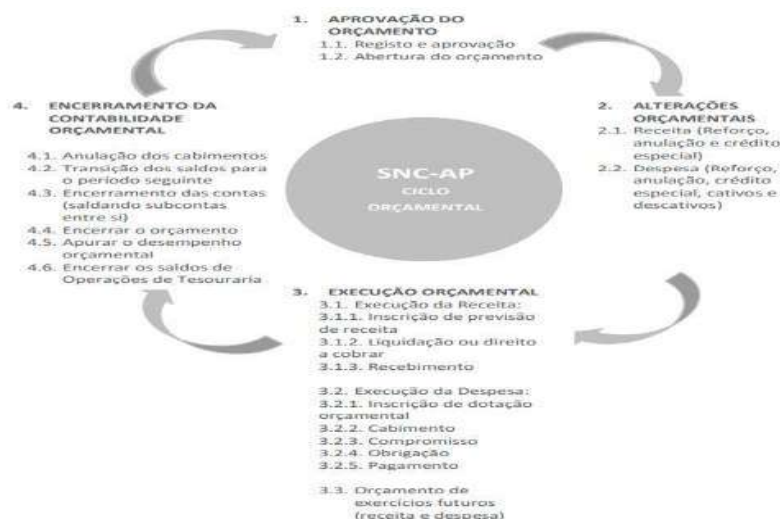 1. APROVAÇÃO DO
ORÇAMENTO
1.1. Registo e aprovação
1.2. Abertura do orçamento
2. ALTERAÇÕES
ORÇAMENTAIS
2.1. Receita (Reforço,
anulação e crédito
especial)
2.2. Despesa (Reforço,
anulação, crédito
especial, cativos e
descativos)
3. EXECUÇÃO ORÇAMENTAL
3.1. Execução da Receita:
3.1.1. Inscrição de previsão
de receita
3.1.2. Liquidação ou direito
a cobrar
3.1.3. Recebimento
3.2. Execução da Despesa:
3.2.1. Inscrição de dotação
orçamental
3.2.2. Cabimento
3.2.3. Compromisso
3.2.4. Obrigação
3.2.5. Pagamento
3.3. Orçamento de
exercícios futuros
(receita e despesa)
4. ENCERRAMENTO DA
CONTABILIDADE
ORÇAMENTAL
4.1. Anulação dos cabimentos
4.2. Transição dos saldos para
o período seguinte
4.3. Encerramento das contas
(saldando subcontas
entre si)
4.4. Encerrar o orçamento
4.5. Apurar o desempenho
orçamental
4.6. Encerrar os saldos de
Operações de Tesouraria
SNC-AP
CICLO
ORÇAMENTAL